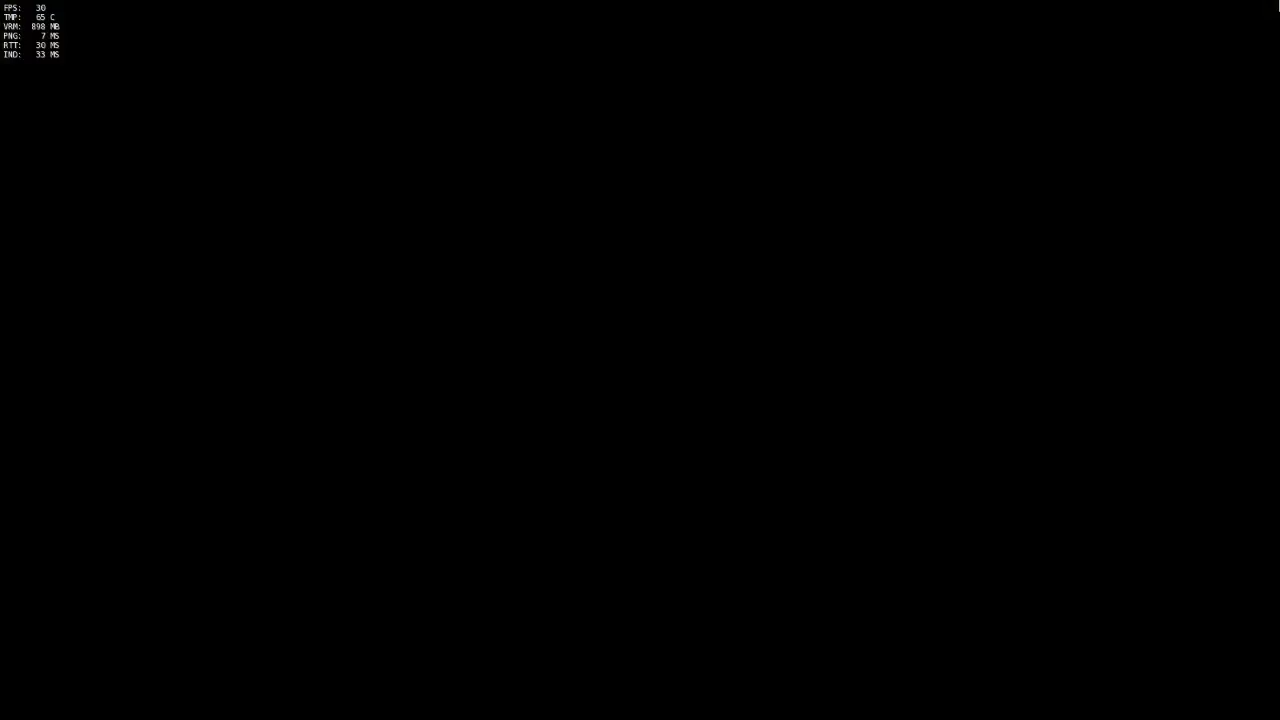 FPS: 30
TMP: 65 C
VRM: 898 MB
PNG: 7 MS
RTT: 30 MS
IND: 33 MS